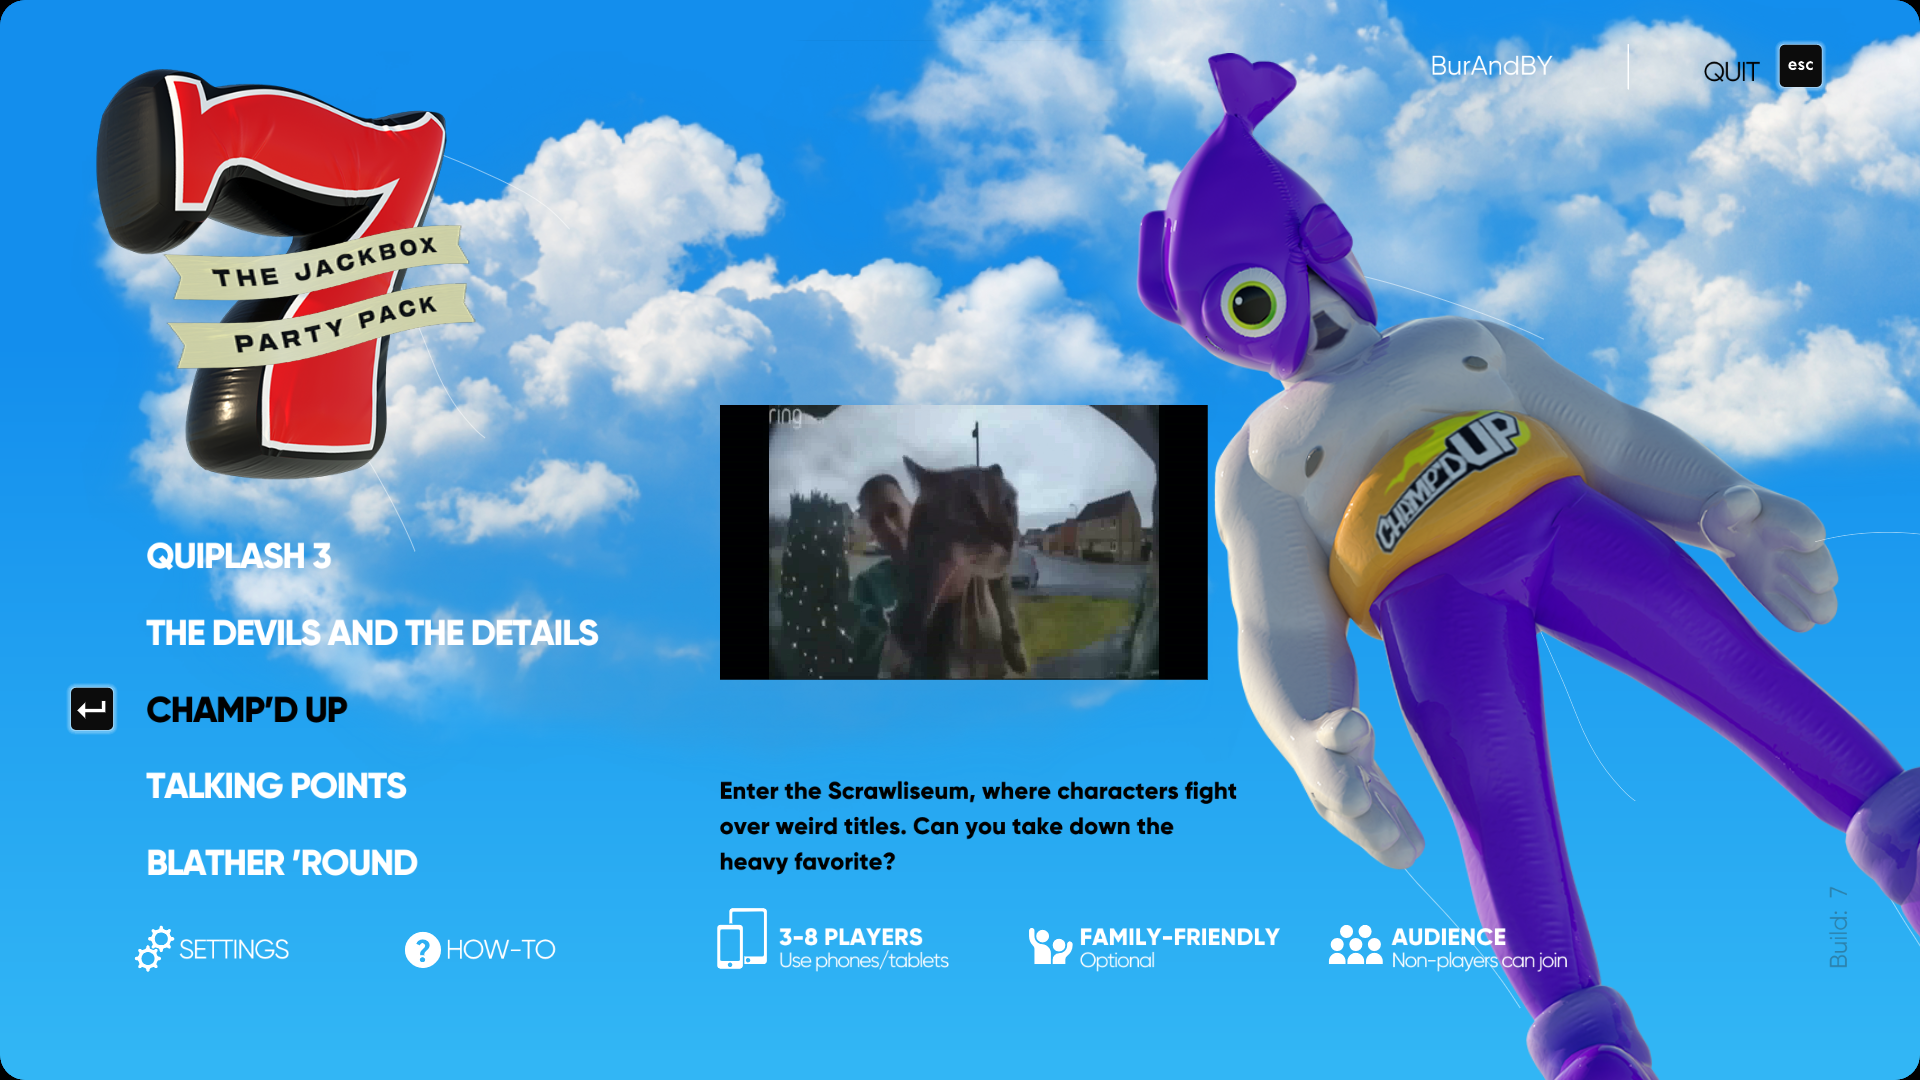 BurAndBY
QUIT
esc
THE JACKBOX
PARTY PACK
ring
CHAMP'D UP
QUIPLASH 3
THE DEVILS AND THE DETAILS
CHAMP'D UP
TALKING POINTS
BLATHER 'ROUND
SETTINGS
HOW-TO
Enter the Scrawliseum, where characters fight
over weird titles. Can you take down the
heavy favorite?
3-8 PLAYERS
Use phones/tablets
FAMILY-FRIENDLY
Optional
AUDIENCE
Non-players can join
Build: 7